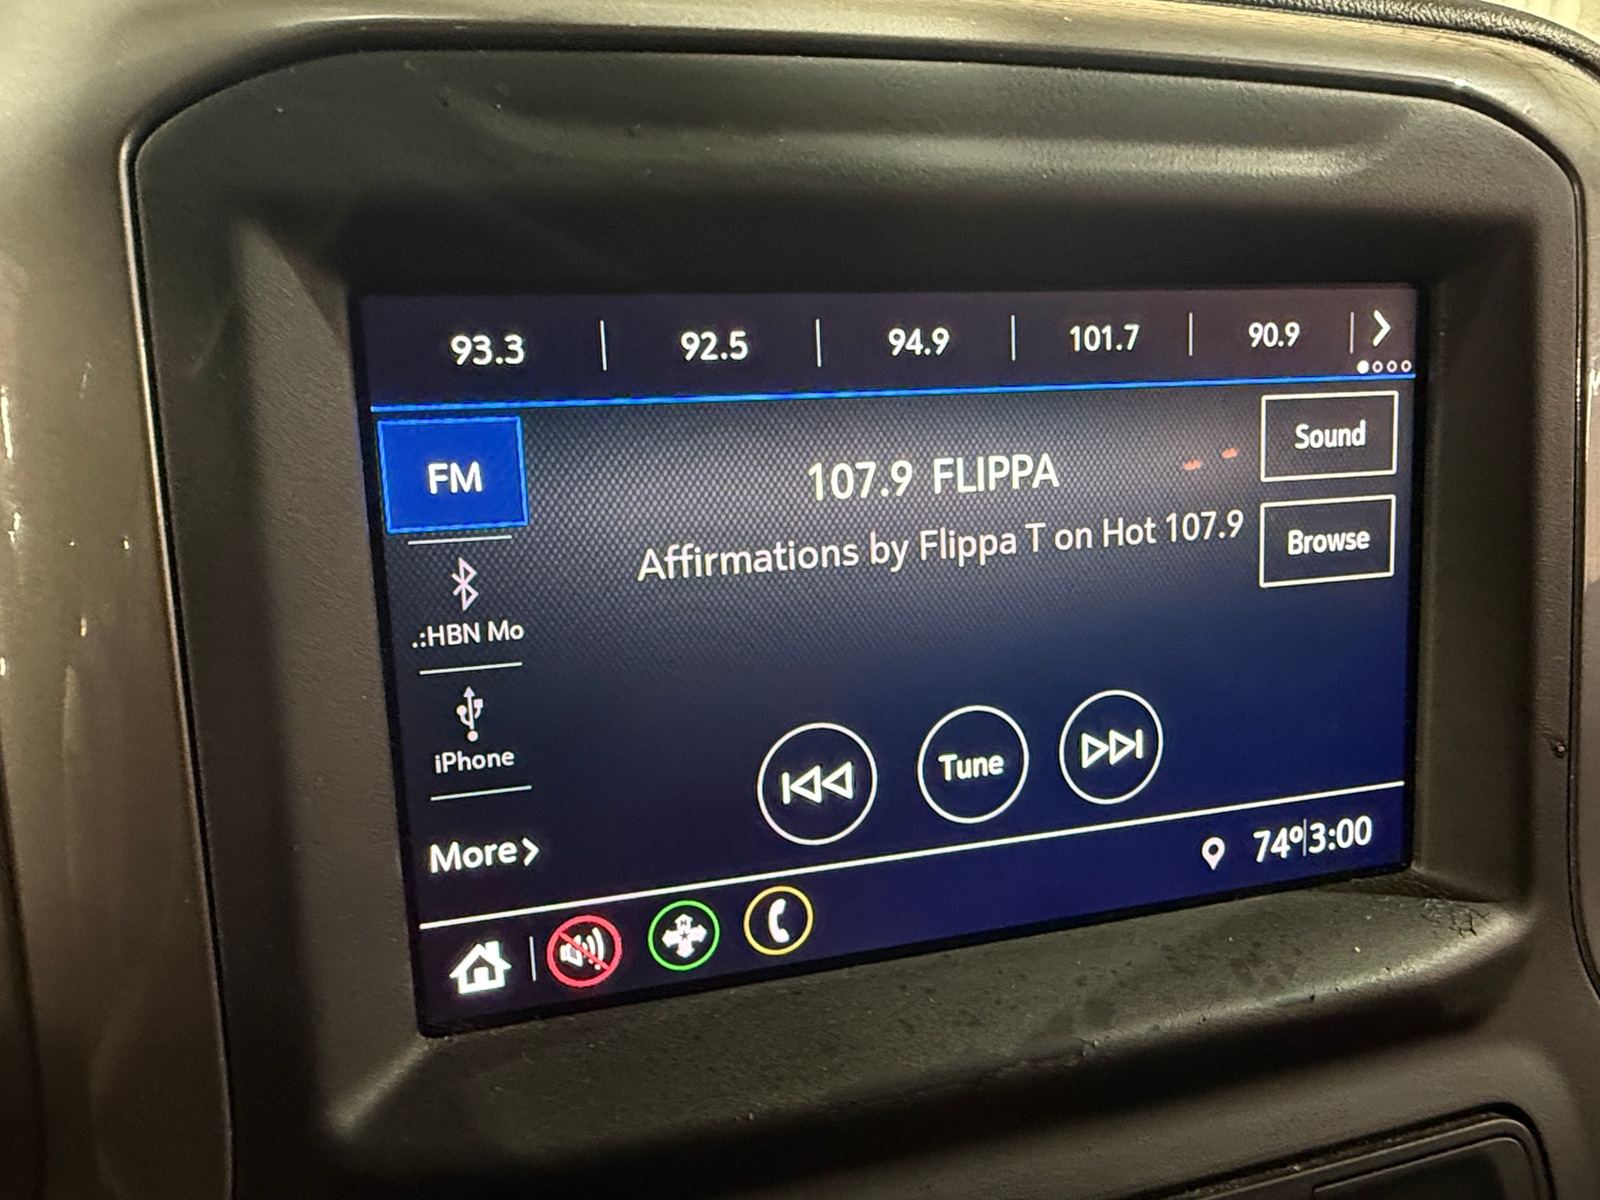 93.3 92.5 94.9 101.7 90.9
FM
107.9 FLIPPA
Sound
Affirmations by Flippa T on Hot 107.9
Browse
.:HBN Mo
iPhone
Tune
More
74º 3:00